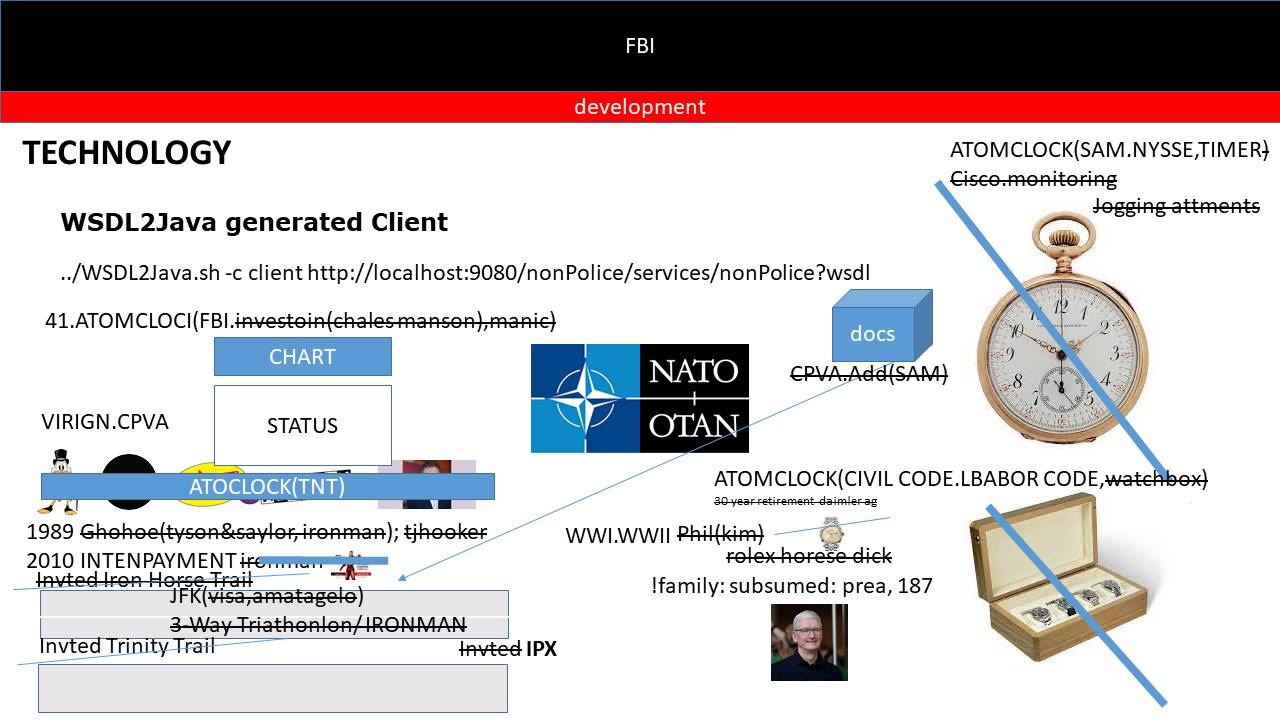 FBI
development
TECHNOLOGY
ATOMCLOCK(SAM.NYSSE,TIMER)
Cisco.monitoring
Jogging attments
WSDL2Java generated Client
../WSDL2Java.sh -c client http://localhost:9080/nonPolice/services/nonPolice?wsdl
41.ATOMCLOCI(FBI.investoin(chales manson),manic)
docs
CHART
NATO
OTAN
CPVA.Add(SAM)
VIRIGN.CPVA
STATUS
ATOCLOCK(TNT)
ATOMCLOCK(CIVIL CODE.LBABOR CODE,watchbox)
30 year retirement daimler ag
1989 Ghohoe(tyson&saylor,ironman); tjhooker
WWI.WWII Phil(kim)
rolex horese dick
2010 INTENPAYMENT ironman
Invted Iron Horse Trail
JFK(visa,amatagelo)
!family: subsumed: prea, 187
3-Way Triathonlon/IRONMAN
Invted Trinity Trail
Invted IPX